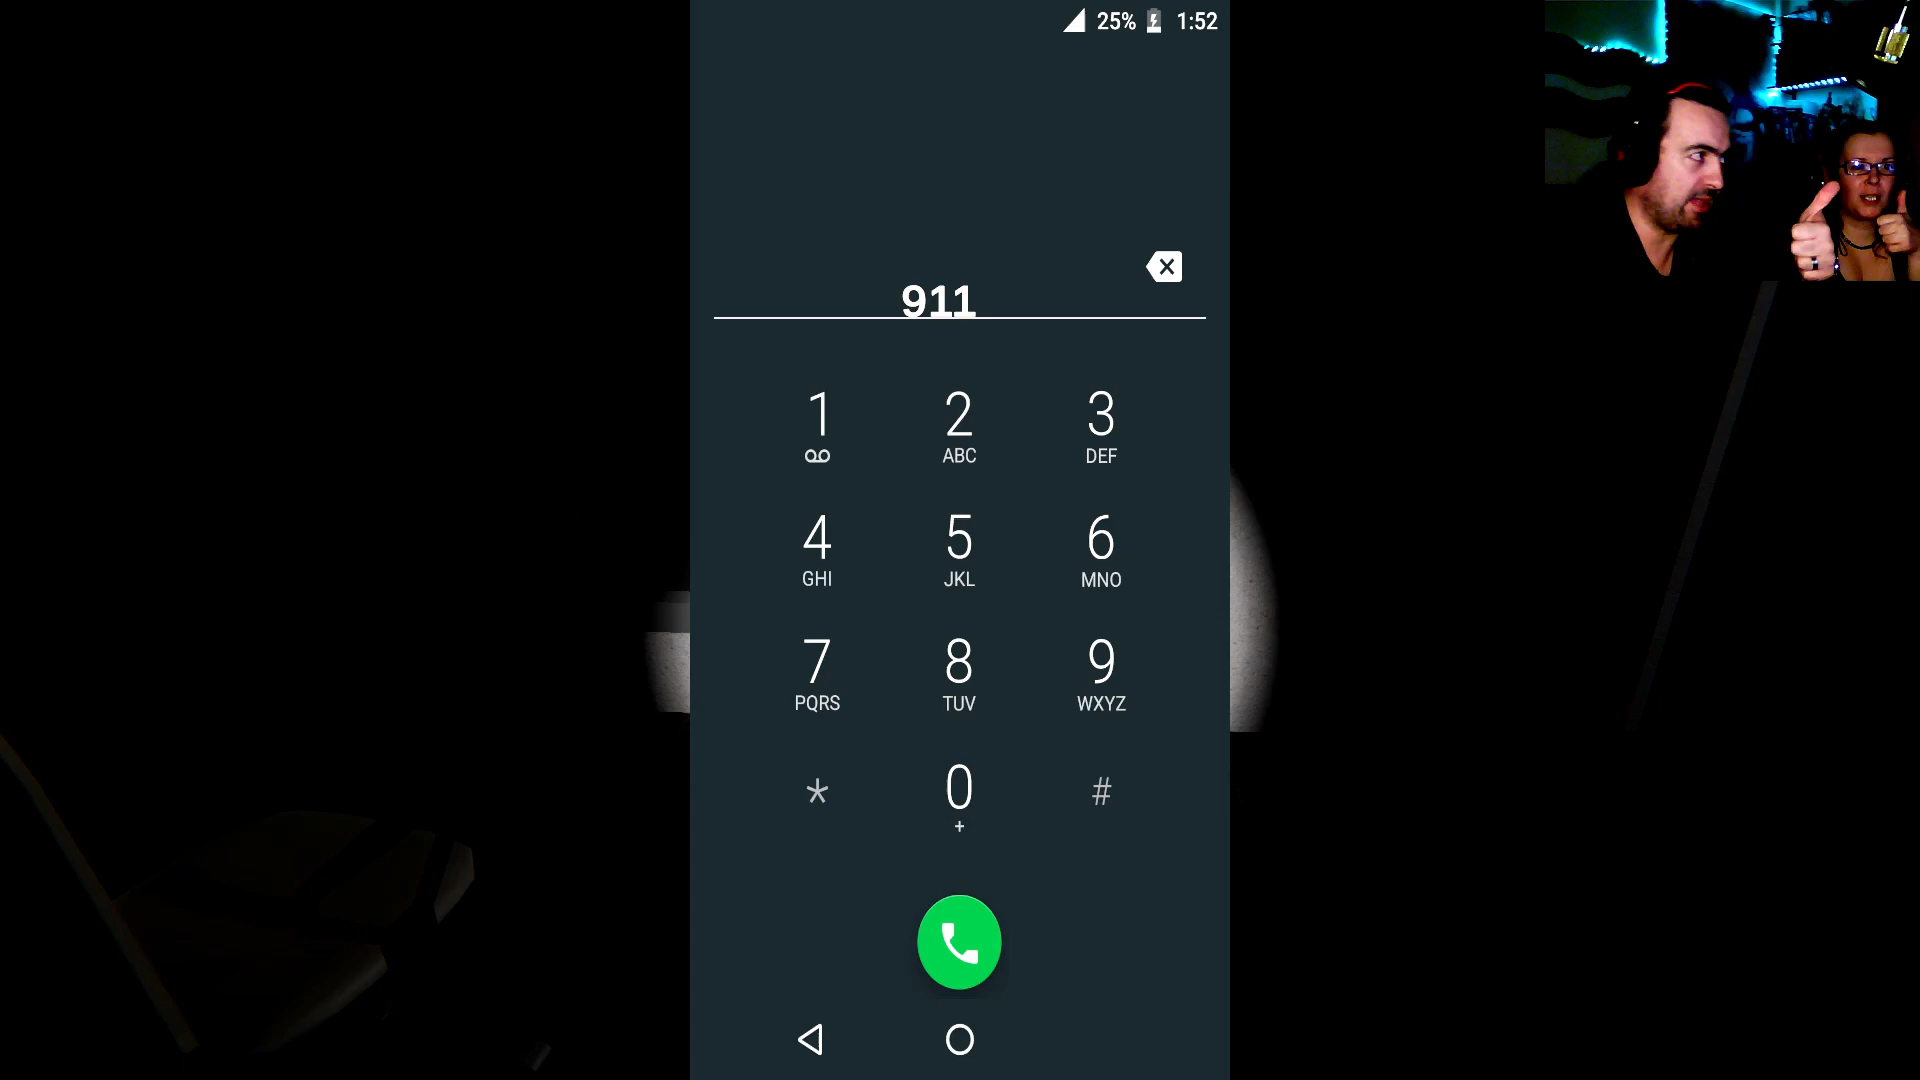 25% 1:52
911
1 2 3
ABC DEF
4 5 6
GHI JKL MNO
7 8 9
PQRS TUV WXYZ
* 0 #
+